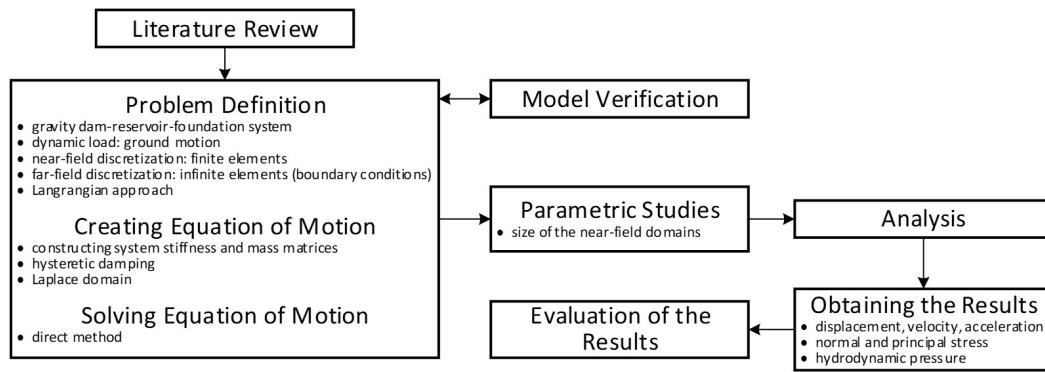 Literature Review
Problem Definition
• gravity dam-reservoir-foundation system
• dynamic load: ground motion
• near-field discretization: finite elements
• far-field discretization: infinite elements (boundary conditions)
• Langrangian approach
Creating Equation of Motion
• constructing system stiffness and mass matrices
• hysteretic damping
• Laplace domain
Solving Equation of Motion
• direct method
Model Verification
Parametric Studies
• size of the near-field domains
Analysis
Obtaining the Results
• displacement, velocity, acceleration
• normal and principal stress
• hydrodynamic pressure
Evaluation of the
Results